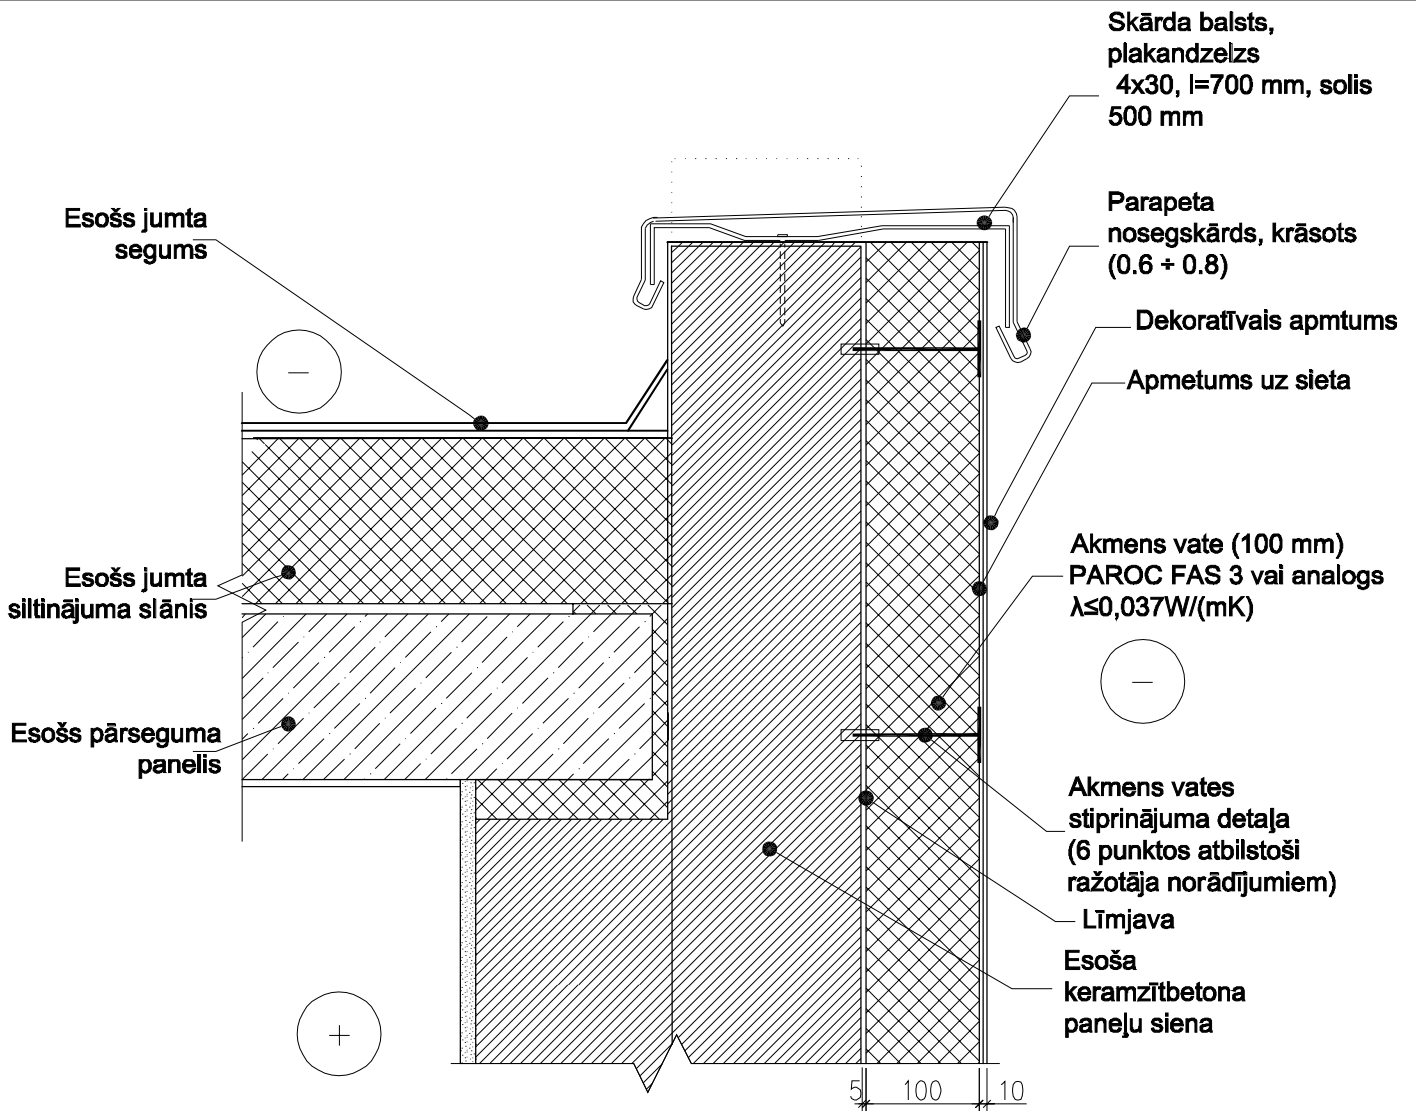 Skārda balsts,
plakandzelzs
4x30, l=700 mm, solis
500 mm
Parapeta
nosegskārds, krāsots
(0.6 ÷ 0.8)
Dekoratīvais apmtums
Apmetums uz sieta
Akmens vate (100 mm)
PAROC FAS 3 vai analogs
λ≤0,037W/(mK)
Akmens vates
stiprinājuma detaļa
(6 punktos atbilstoši
ražotāja norādījumiem)
Līmjava
Esoša
keramzītbetona
paneļu siena
Esošs jumta
segums
Esošs jumta
siltinājuma slānis
Esošs pārseguma
panelis
−
−
+
5 100 10